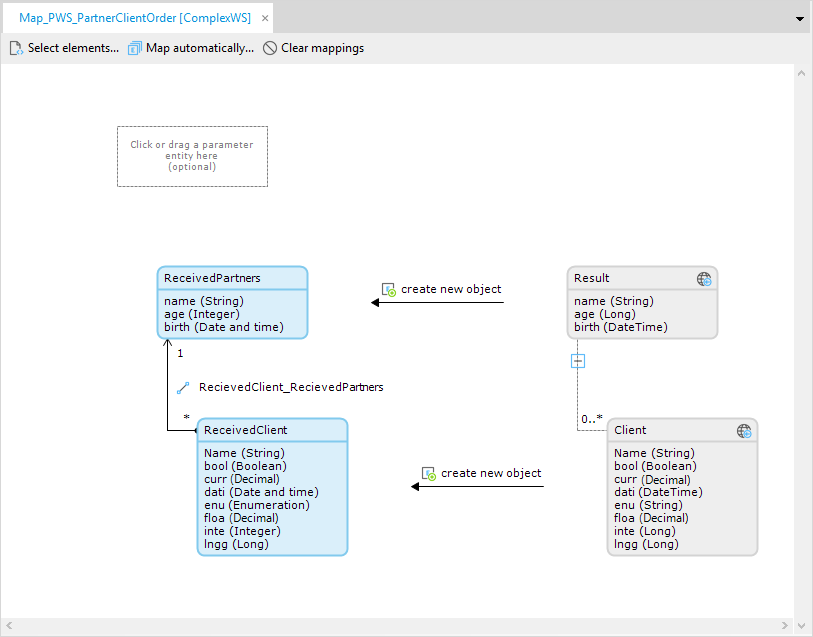 Map_PWS_PartnerClientOrder [ComplexWS] ×
Select elements... Map automatically... Clear mappings
Click or drag a parameter
entity here
(optional)
ReceivedPartners
name (String)
age (Integer)
birth (Date and time)
create new object
Result
name (String)
age (Long)
birth (DateTime)
1
RecievedClient_RecievedPartners
*
0..*
ReceivedClient
Name (String)
bool (Boolean)
curr (Decimal)
dati (Date and time)
enu (Enumeration)
floa (Decimal)
inte (Integer)
lngg (Long)
create new object
Client
Name (String)
bool (Boolean)
curr (Decimal)
dati (DateTime)
enu (String)
floa (Decimal)
inte (Long)
lngg (Long)